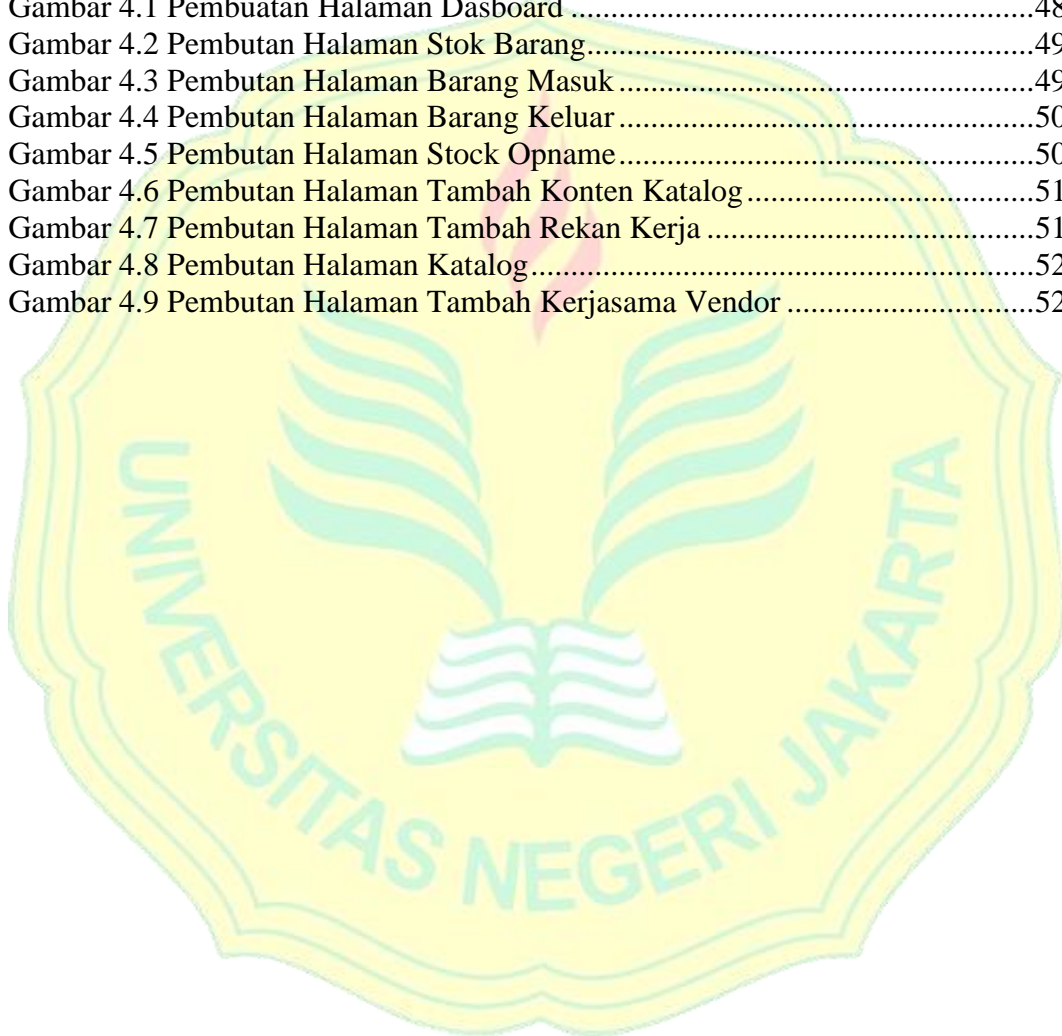 Gambar 4.1 Pembuatan Halaman Dasboard ........................................................48
Gambar 4.2 Pembutan Halaman Stok Barang......................................................49
Gambar 4.3 Pembutan Halaman Barang Masuk ..................................................49
Gambar 4.4 Pembutan Halaman Barang Keluar ..................................................50
Gambar 4.5 Pembutan Halaman Stock Opname..................................................50
Gambar 4.6 Pembutan Halaman Tambah Konten Katalog...................................51
Gambar 4.7 Pembutan Halaman Tambah Rekan Kerja ........................................51
Gambar 4.8 Pembutan Halaman Katalog.............................................................52
Gambar 4.9 Pembutan Halaman Tambah Kerjasama Vendor ..............................52
UNIVERSITAS NEGERI JAKARTA